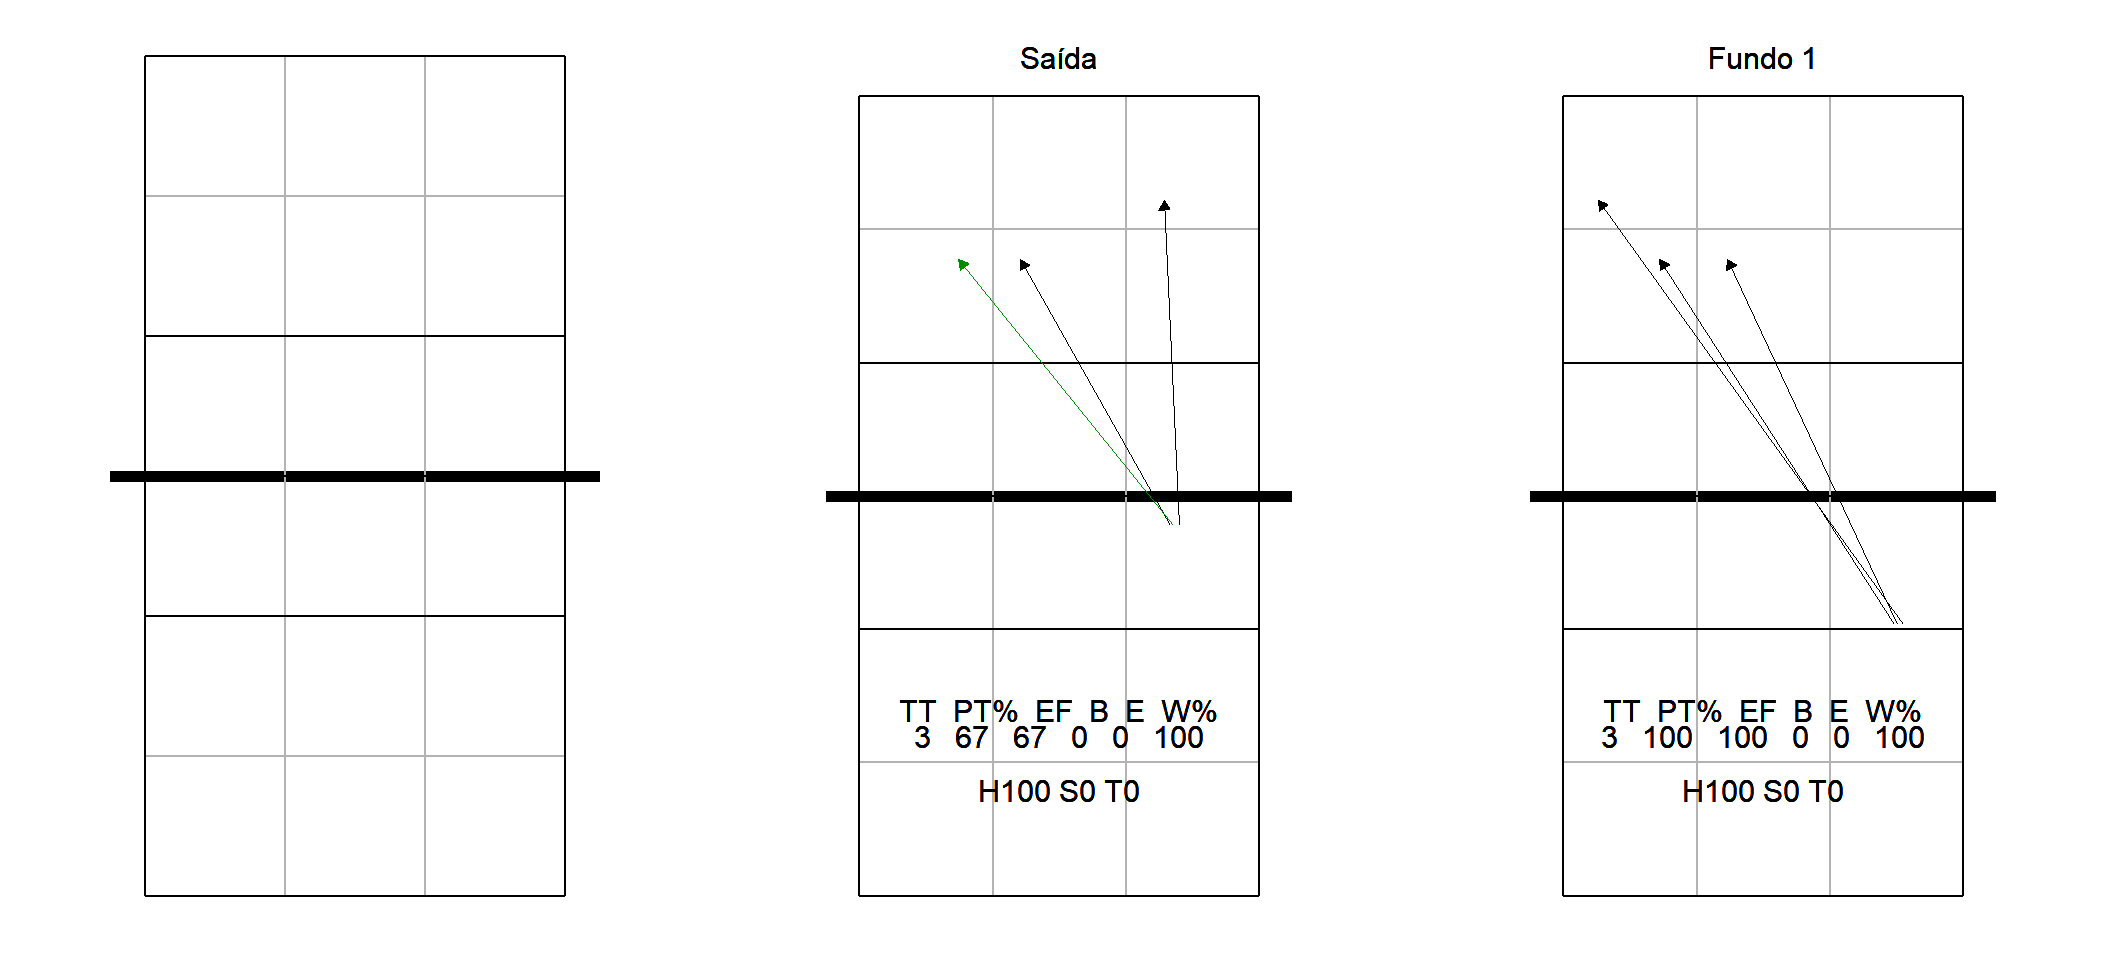 Saída
TT PT% EF B E W%
3 67 67 0 0 100
H100 S0 T0
Fundo 1
TT PT% EF B E W%
3 100 100 0 0 100
H100 S0 T0